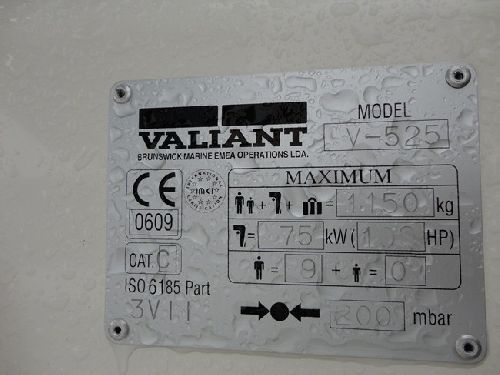 VALIANT
BRUNSWICK MARINE EMEA OPERATIONS LDA.
MODEL
V-525
CE
0609
IMCI
CAT. C
ISO 6185 Part
3VII
MAXIMUM
+ + = 1.150 kg
= 75 kW ( HP)
= 9 + = 0
200 mbar